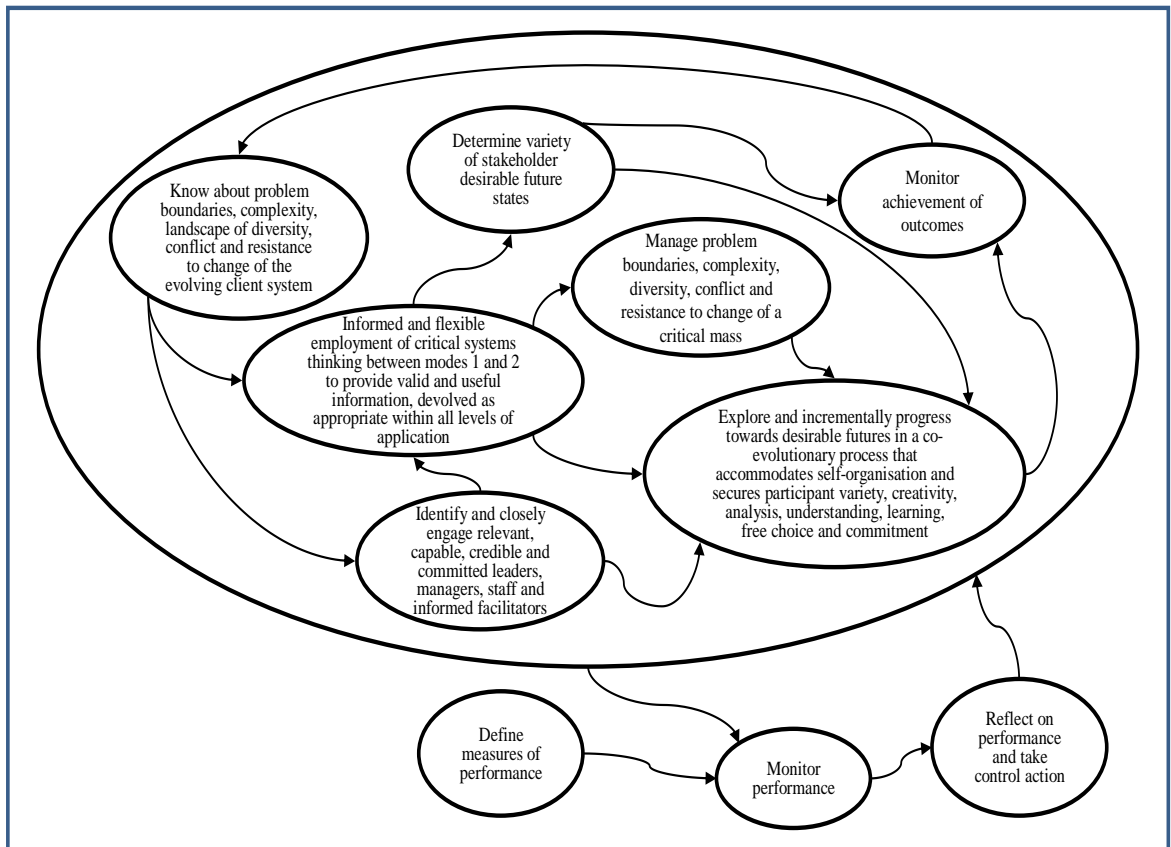 Determine variety
of stakeholder
desirable future
states
Monitor
achievement of
outcomes
Know about problem
boundaries, complexity,
landscape of diversity,
conflict and resistance
to change of the
evolving client system
Manage problem
boundaries, complexity,
diversity, conflict and
resistance to change of a
critical mass
Informed and flexible
employment of critical systems
thinking between modes 1 and 2
to provide valid and useful
information, devolved as
appropriate within all levels of
application
Explore and incrementally progress
towards desirable futures in a co-
evolutionary process that
accommodates self-organisation and
secures participant variety, creativity,
analysis, understanding, learning,
free choice and commitment
Identify and closely
engage relevant,
capable, credible and
committed leaders,
managers, staff and
informed facilitators
Define
measures of
performance
Monitor
performance
Reflect on
performance
and take
control action